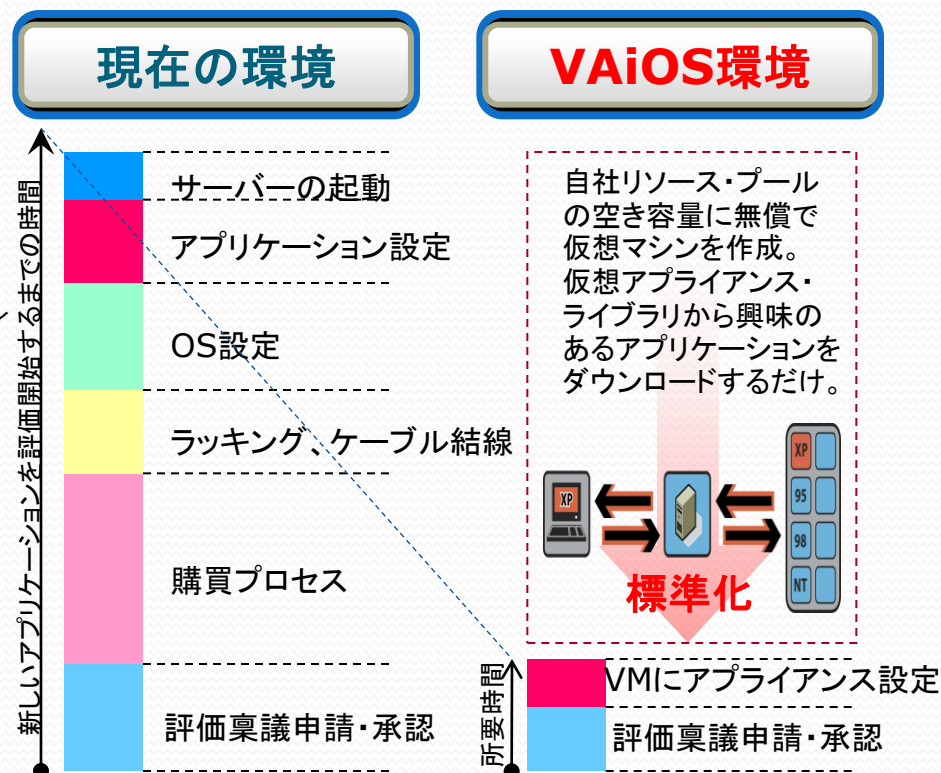 現在の環境
VAiOS環境
新しいアプリケーションを評価開始するまでの時間
サーバーの起動
アプリケーション設定
OS設定
ラッキング、ケーブル結線
購買プロセス
評価稟議申請・承認
自社リソース・プール
の空き容量に無償で
仮想マシンを作成。
仮想アプライアンス・
ライブラリから興味の
あるアプリケーションを
ダウンロードするだけ。
XP
XP
95
98
NT
標準化
所要時間
VMにアプライアンス設定
評価稟議申請・承認